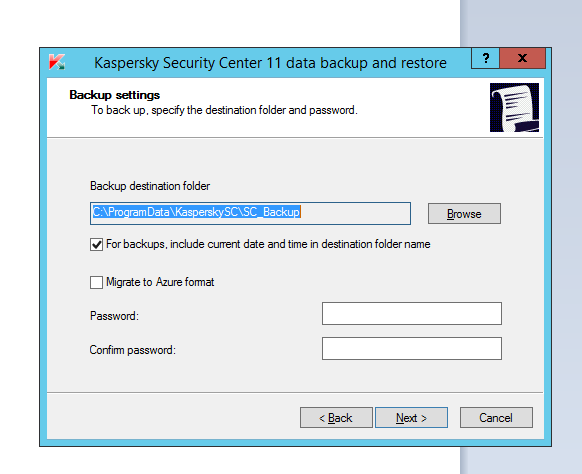 Kaspersky Security Center 11 data backup and restore
? x
Backup settings
To back up, specify the destination folder and password.
Backup destination folder
C:\ProgramData\KasperskySC\SC_Backup
Browse
For backups, include current date and time in destination folder name
Migrate to Azure format
Password:
Confirm password:
< Back Next > Cancel